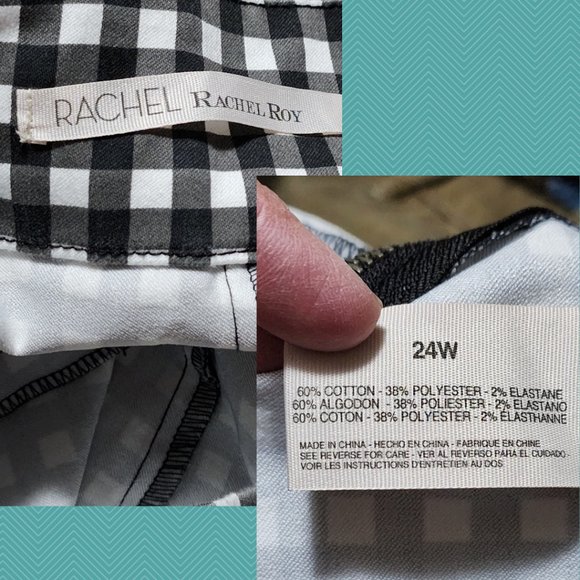 RACHEL RACHEL ROY
24W
60% COTTON - 38% POLYESTER - 2% ELASTANE
60% ALGODON - 38% POLIESTER - 2% ELASTANO
60% COTON - 38% POLYESTER - 2% ELASTHANNE
MADE IN CHINA - HECHO EN CHINA - FABRIQUE EN CHINE
SEE REVERSE FOR CARE - VER AL REVERSO PARA EL CUIDADO -
VOIR LES INSTRUCTIONS D'ENTRETIEN AU DOS